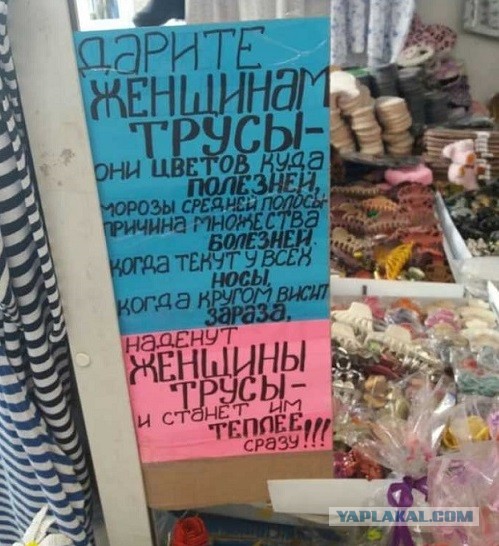 ДАРИТЕ
ЖЕНЩИНАМ
ТРУСЫ-
ОНИ ЦВЕТОВ КУДА
ПОЛЕЗНЕЙ,
МОРОЗЫ СРЕДНЕЙ ПОЛОСЫ-
ПРИЧИНА МНОЖЕСТВА
БОЛЕЗНЕЙ.
КОГДА ТЕКУТ У ВСЕХ
НОСЫ,
КОГДА КРУГОМ ВИСИТ
ЗАРАЗА,
НАДЕНУТ
ЖЕНЩИНЫ
ТРУСЫ-
И СТАНЕТ ИМ
ТЕПЛЕЕ
СРАЗУ!!!
YAPLAKAL.COM